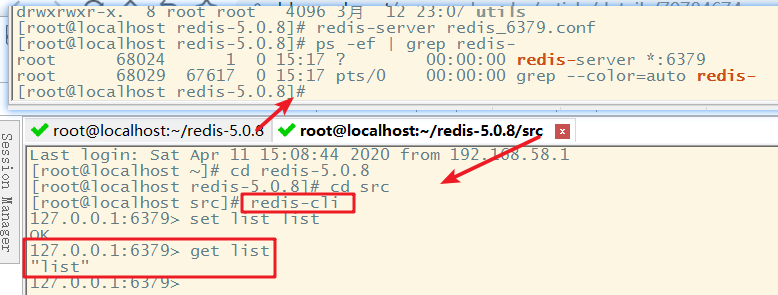 drwxrwxr-x.  8 root root   4096 3月   12 23:07 utils
[root@localhost redis-5.0.8]# redis-server redis_6379.conf
[root@localhost redis-5.0.8]# ps -ef | grep redis-
root      68024      1  0 15:17 ?        00:00:00 redis-server *:6379
root      68029  67617  0 15:17 pts/0    00:00:00 grep --color=auto redis-
[root@localhost redis-5.0.8]#
root@localhost:~/redis-5.0.8
root@localhost:~/redis-5.0.8/src
Session Manager
Last login: Sat Apr 11 15:08:44 2020 from 192.168.58.1
[root@localhost ~]# cd redis-5.0.8
[root@localhost redis-5.0.8]# cd src
[root@localhost src]# redis-cli
127.0.0.1:6379> set list list
OK
127.0.0.1:6379> get list
"list"
127.0.0.1:6379>